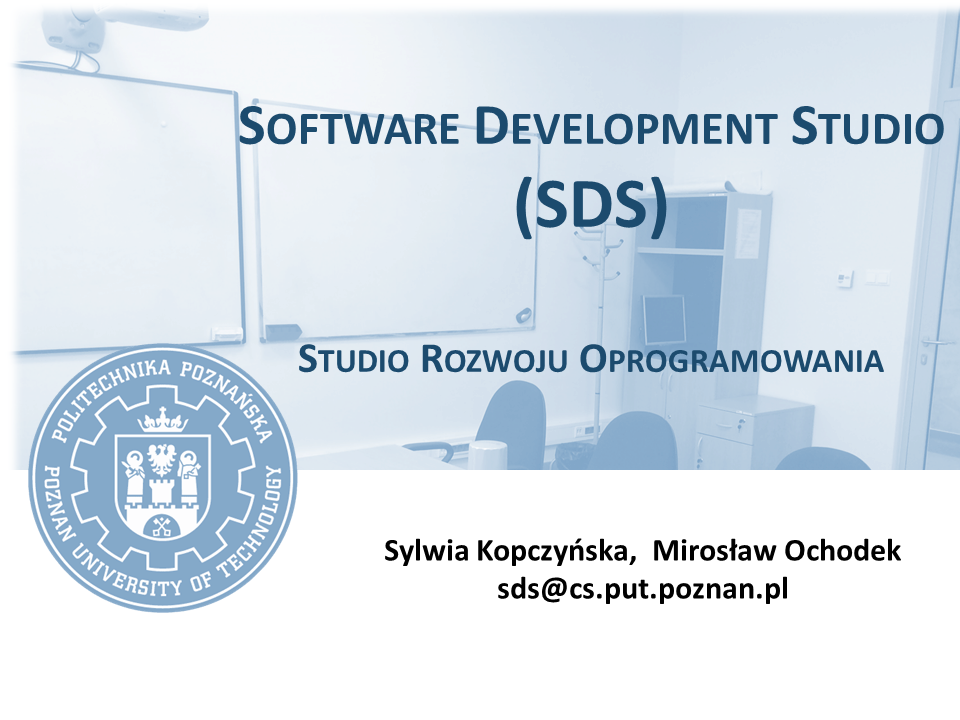 SOFTWARE DEVELOPMENT STUDIO
(SDS)
STUDIO ROZWOJU OPROGRAMOWANIA
POLITECHNIKA POZNAŃSKA
POZNAN UNIVERSITY OF TECHNOLOGY
Sylwia Kopczyńska, Mirosław Ochodek
sds@cs.put.poznan.pl